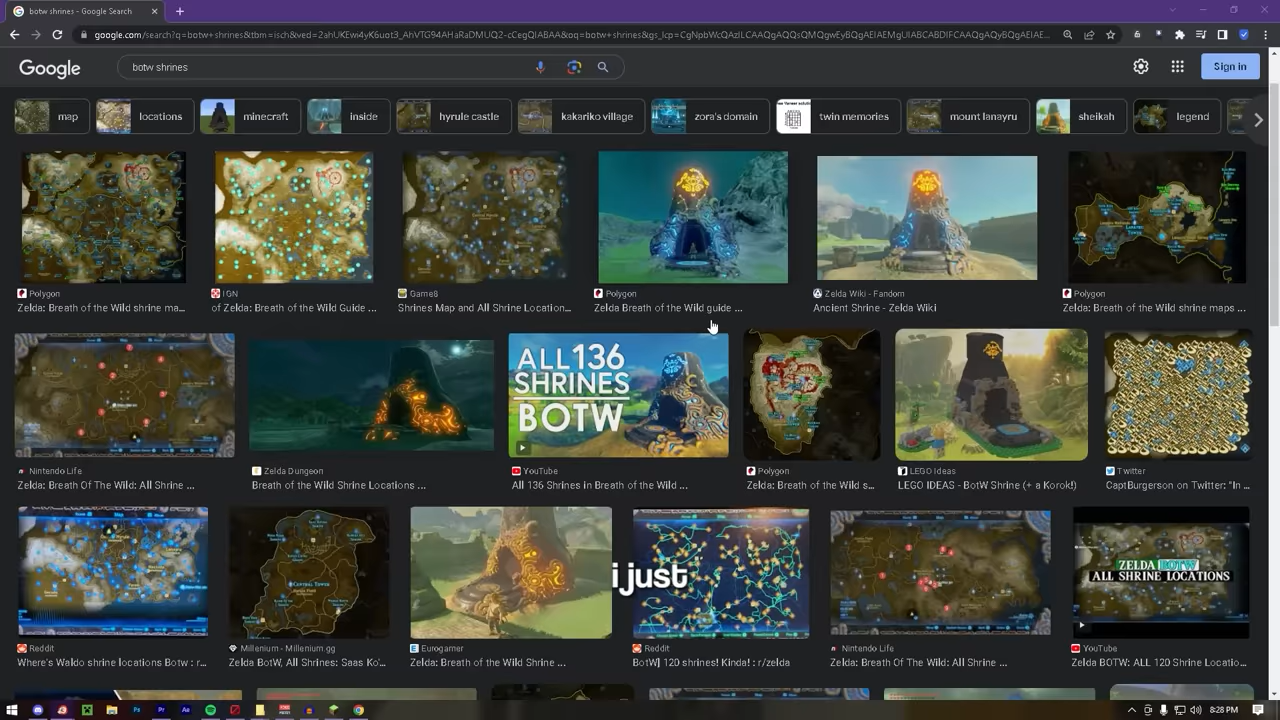 botw shrines - Google Search
google.com/search?q=botw+shrines&tbm=isch&ved=
Google
botw shrines
Sign in
map
locations
minecraft
inside
hyrule castle
kakariko village
zora's domain
twin memories
mount lanayru
sheikah
legend
Polygon
IGN
Game8
Polygon
Zelda Wiki - Fandom
Polygon
Zelda: Breath of the Wild shrine ma...
of Zelda: Breath of the Wild Guide ...
Shrines Map and All Shrine Location...
Zelda Breath of the Wild guide ...
Ancient Shrine - Zelda Wiki
Zelda: Breath of the Wild shrine maps ...
ALL 136
SHRINES
BOTW
Nintendo Life
Zelda Dungeon
YouTube
Polygon
LEGO Ideas
Twitter
Zelda: Breath Of The Wild: All Shrine ...
Breath of the Wild Shrine Locations ...
All 136 Shrines in Breath of the Wild ...
Zelda: Breath of the Wild s...
LEGO IDEAS - BotW Shrine (+ a Korok!)
CaptBurgerson on Twitter: "In ...
ZELDA BOTW
ALL SHRINE LOCATIONS
CENTRAL TOWER
i just
Reddit
Millenium - Millenium.gg
Eurogamer
Reddit
Nintendo Life
YouTube
Where's Waldo shrine locations Botw : r...
Zelda BotW, All Shrines: Saas Ko'...
Zelda: Breath of the Wild Shrine ...
BotW] 120 shrines! Kinda! : r/zelda
Zelda: Breath Of The Wild: All Shrine ...
Zelda BOTW: ALL 120 Shrine Locatio...
8:28 PM